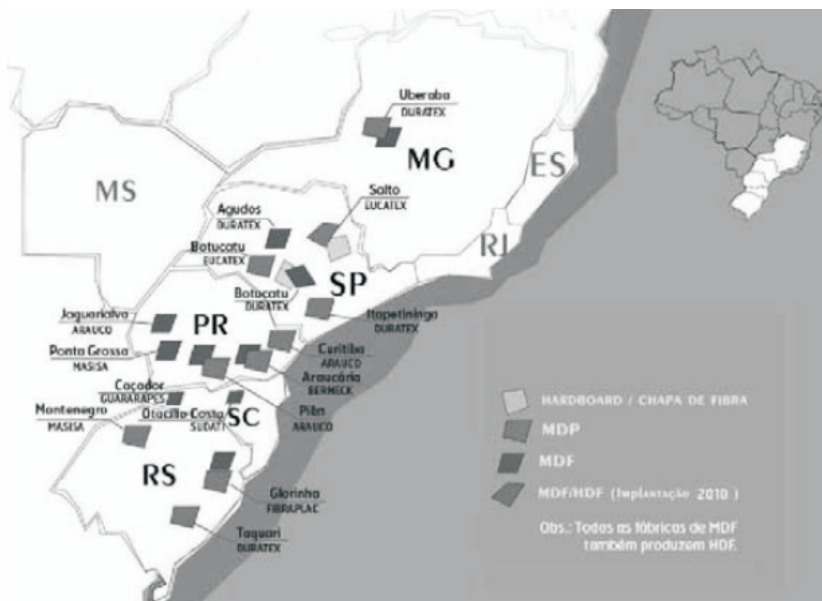 Uberaba
DURATEX
MG
ES
MS
RJ
Salto
EUCATEX
Agudos
DURATEX
Botucatu
EUCATEX
SP
Botucatu
DURATEX
Itapetininga
DURATEX
Jaguariaíva
ARAUCO
PR
Ponta Grossa
MASISA
Curitiba
ARAUCO
Araucária
BERNECK
Caçador
GUARARAPES
Piên
ARAUCO
Otacílio Costa
SUDATI
SC
Montenegro
MASISA
RS
Glorinha
FIBRAPLAC
Taquari
DURATEX
HARDBOARD / CHAPA DE FIBRA
MDP
MDF
MDF/HDF (Implantação 2010)
Obs.: Todas as fábricas de MDF
também produzem HDF.